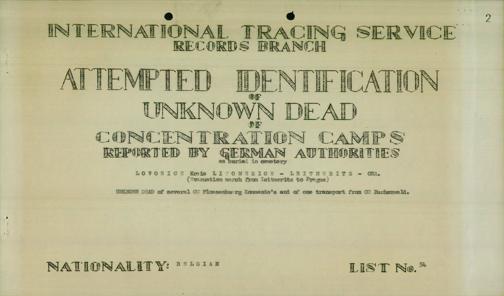 2
INTERNATIONAL TRACING SERVICE
RECORDS BRANCH
ATTEMPTED IDENTIFICATION
OF
UNKNOWN DEAD
OF
CONCENTRATION CAMPS
REPORTED BY GERMAN AUTHORITIES
as buried in cemetery
LOVOSICE Kreis - LEITMERITZ - CSR.
(Evacuation march from Leitmeritz to Prague)
UNKNOWN DEAD of several CC Flossenburg Kommando's and of one transport from CC Buchenwald.
NATIONALITY: BELGIAN
LIST No. 54